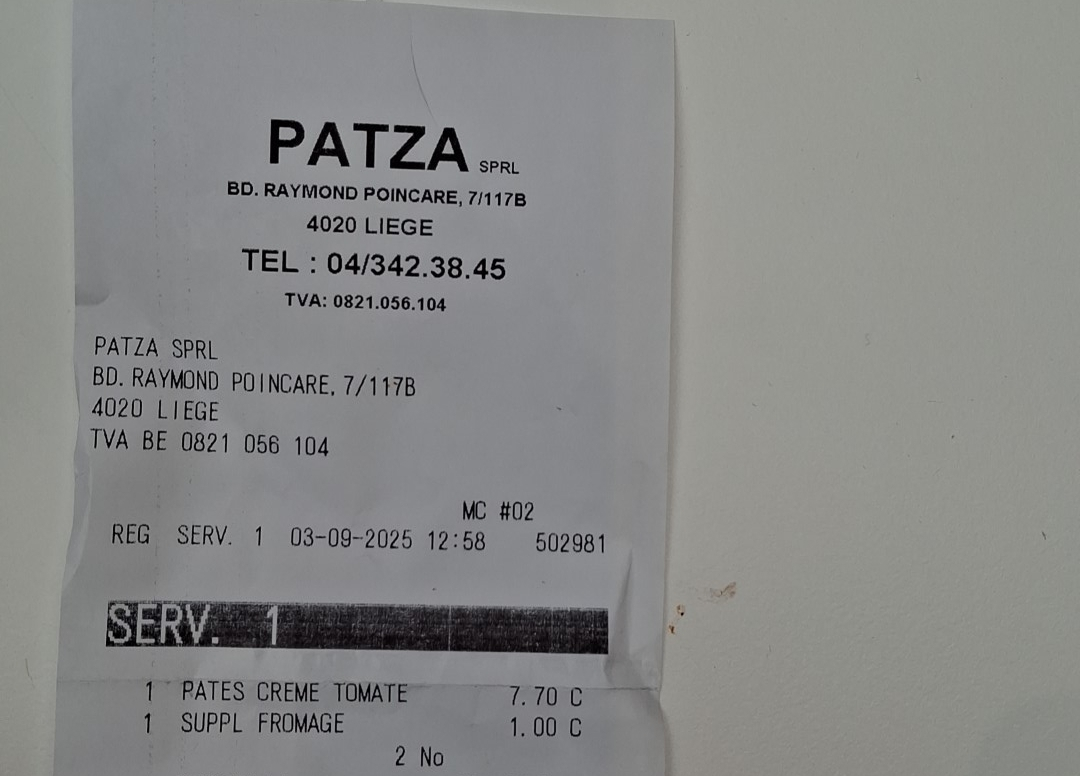 PATZA SPRL
BD. RAYMOND POINCARE, 7/117B
4020 LIEGE
TEL : 04/342.38.45
TVA: 0821.056.104
PATZA SPRL
BD. RAYMOND POINCARE, 7/117B
4020 LIEGE
TVA BE 0821 056 104
MC #02
REG SERV. 1 03-09-2025 12:58 502981
SERV. 1
1 PATES CREME TOMATE 7.70 C
1 SUPPL FROMAGE 1.00 C
2 No